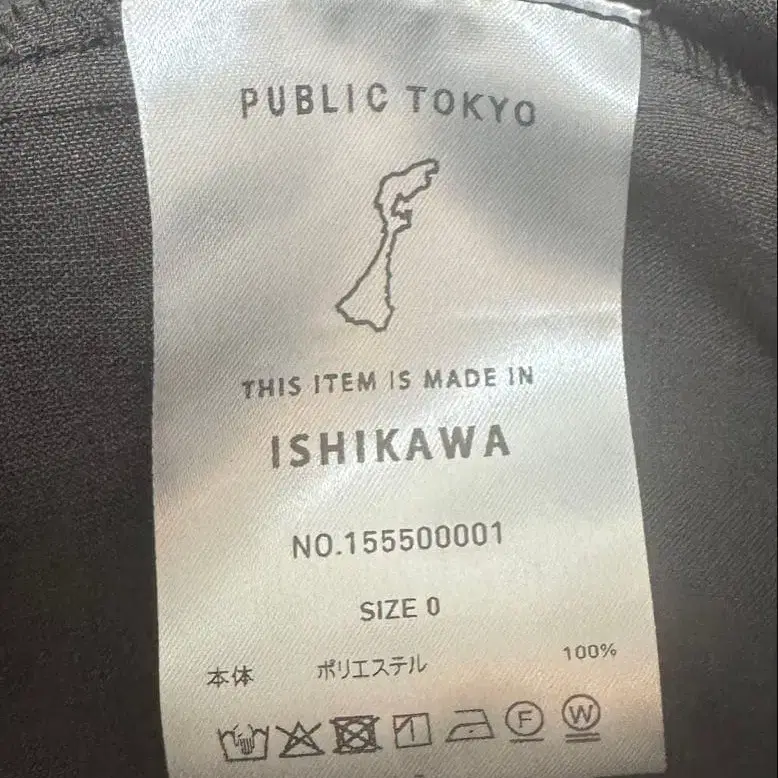 PUBLIC TOKYO
THIS ITEM IS MADE IN
ISHIKAWA
NO.155500001
SIZE 0
本体 ポリエステル 100%
F W